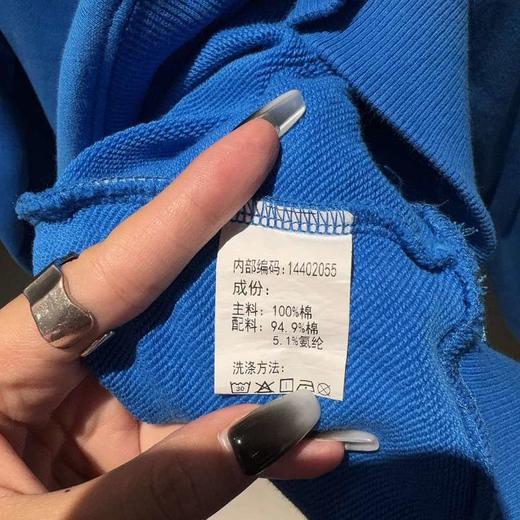 内部编码: 14402055
成份:
主料: 100%棉
配料: 94.9%棉
5.1%氨纶
洗涤方法:
30